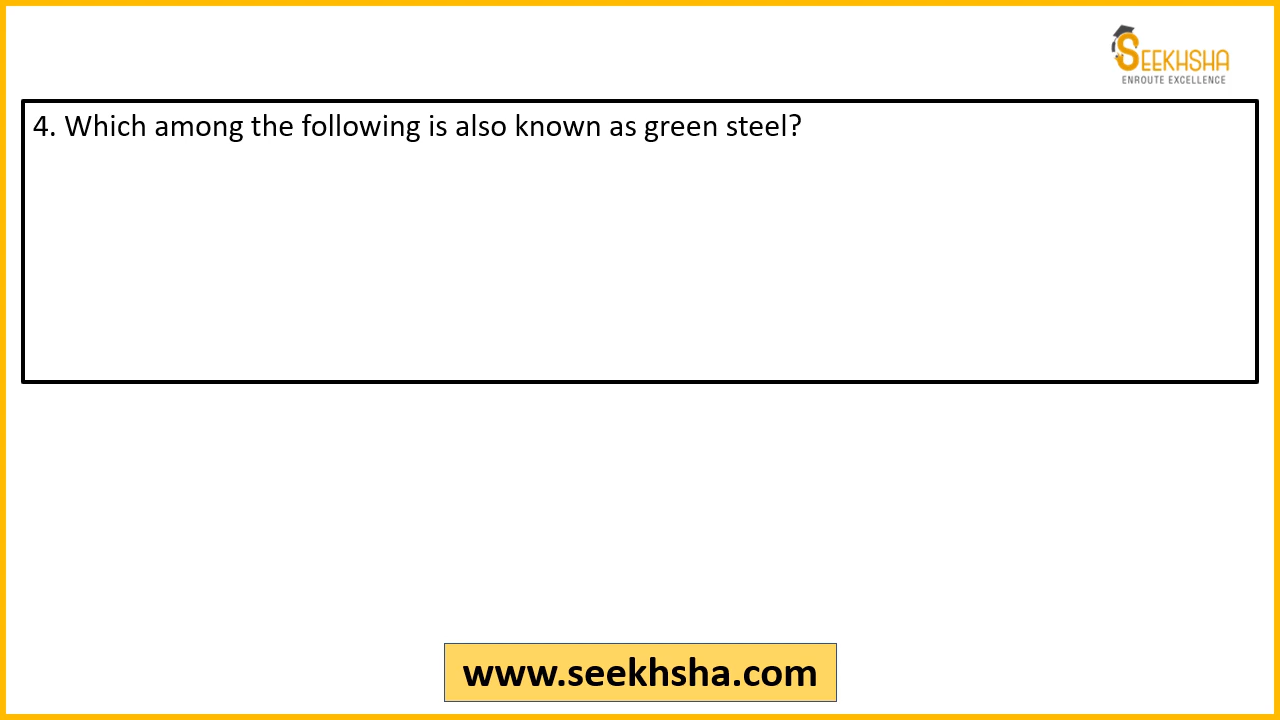 SEEKHSHA
ENROUTE EXCELLENCE
4. Which among the following is also known as green steel?
www.seekhsha.com